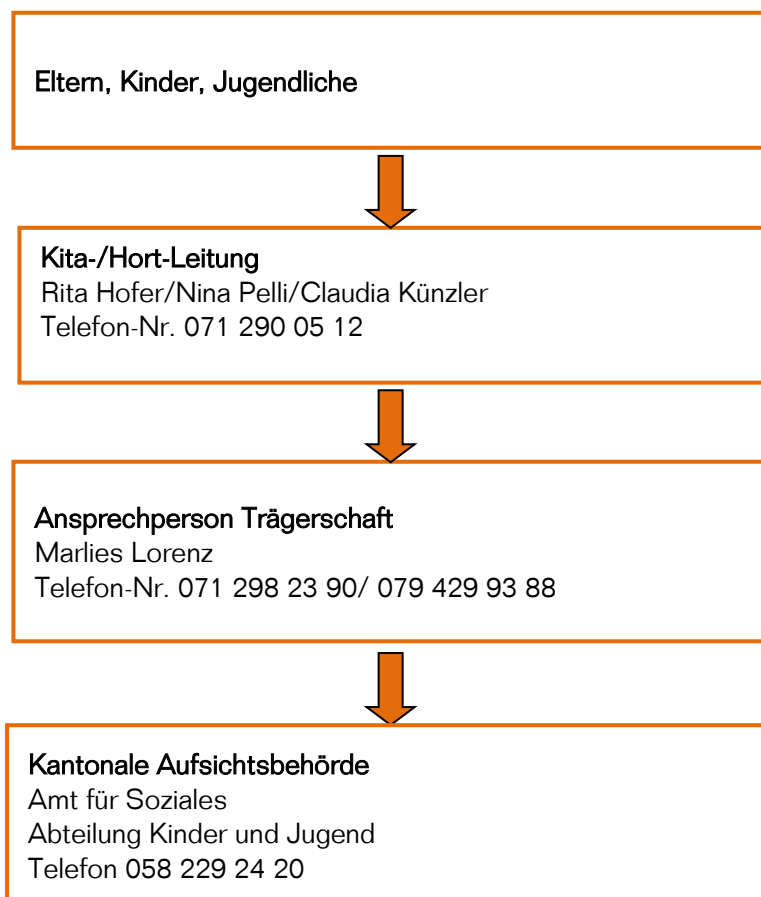 Eltern, Kinder, Jugendliche
Kita-/Hort-Leitung
Rita Hofer/Nina Pelli/Claudia Künzler
Telefon-Nr. 071 290 05 12
Ansprechperson Trägerschaft
Marlies Lorenz
Telefon-Nr. 071 298 23 90/ 079 429 93 88
Kantonale Aufsichtsbehörde
Amt für Soziales
Abteilung Kinder und Jugend
Telefon 058 229 24 20